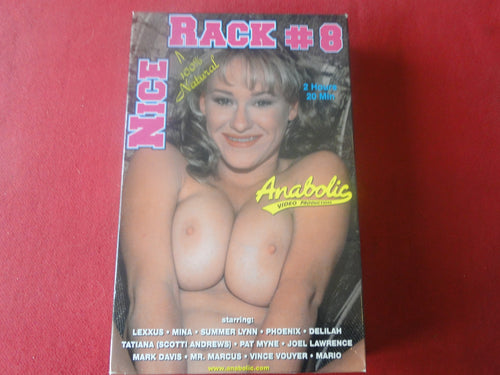 NICE
RACK # 8
A
100%
Natural
2 Hours
20 Min
Anabolic
VIDEO PRODUCTIONS
starring:
LEXXUS • MINA • SUMMER LYNN • PHOENIX • DELILAH
TATIANA (SCOTTI ANDREWS) • PAT MYNE • JOEL LAWRENCE
MARK DAVIS • MR. MARCUS • VINCE VOUYER • MARIO
www.anabolic.com